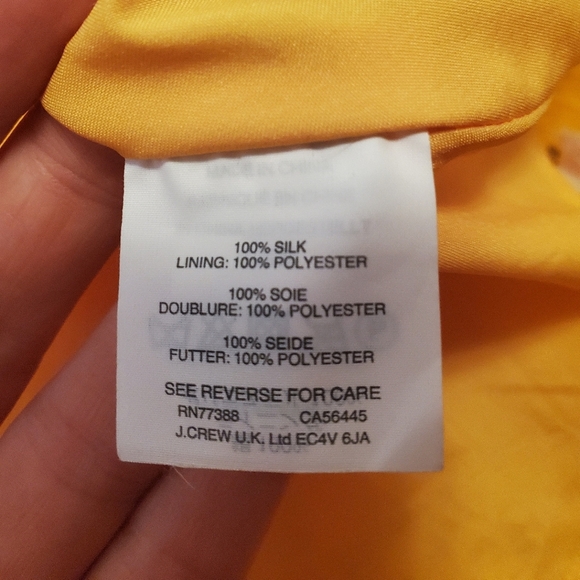 MADE IN CHINA
100% SILK
LINING: 100% POLYESTER
100% SOIE
DOUBLURE: 100% POLYESTER
100% SEIDE
FUTTER: 100% POLYESTER
SEE REVERSE FOR CARE
RN77388 CA56445
J.CREW U.K. Ltd EC4V 6JA